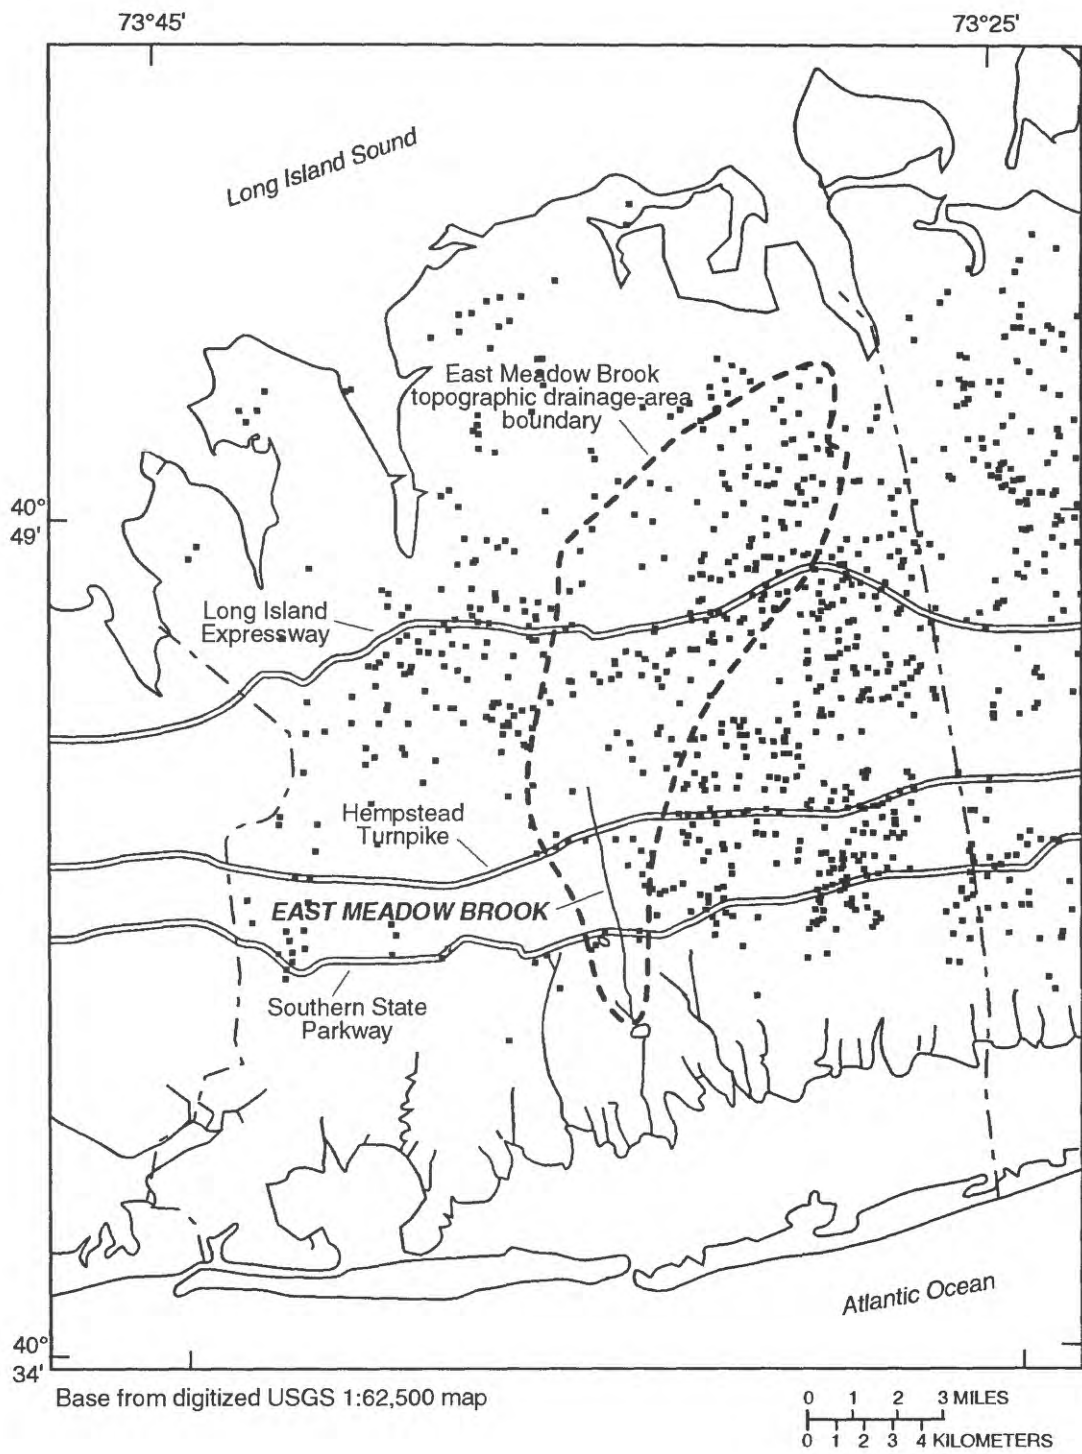 73°45'
73°25'
Long Island Sound
East Meadow Brook
topographic drainage-area
boundary
40°
49'
Long Island
Expressway
Hempstead
Turnpike
EAST MEADOW BROOK
Southern State
Parkway
Atlantic Ocean
40°
34'
Base from digitized USGS 1:62,500 map
0 1 2 3 MILES
0 1 2 3 4 KILOMETERS